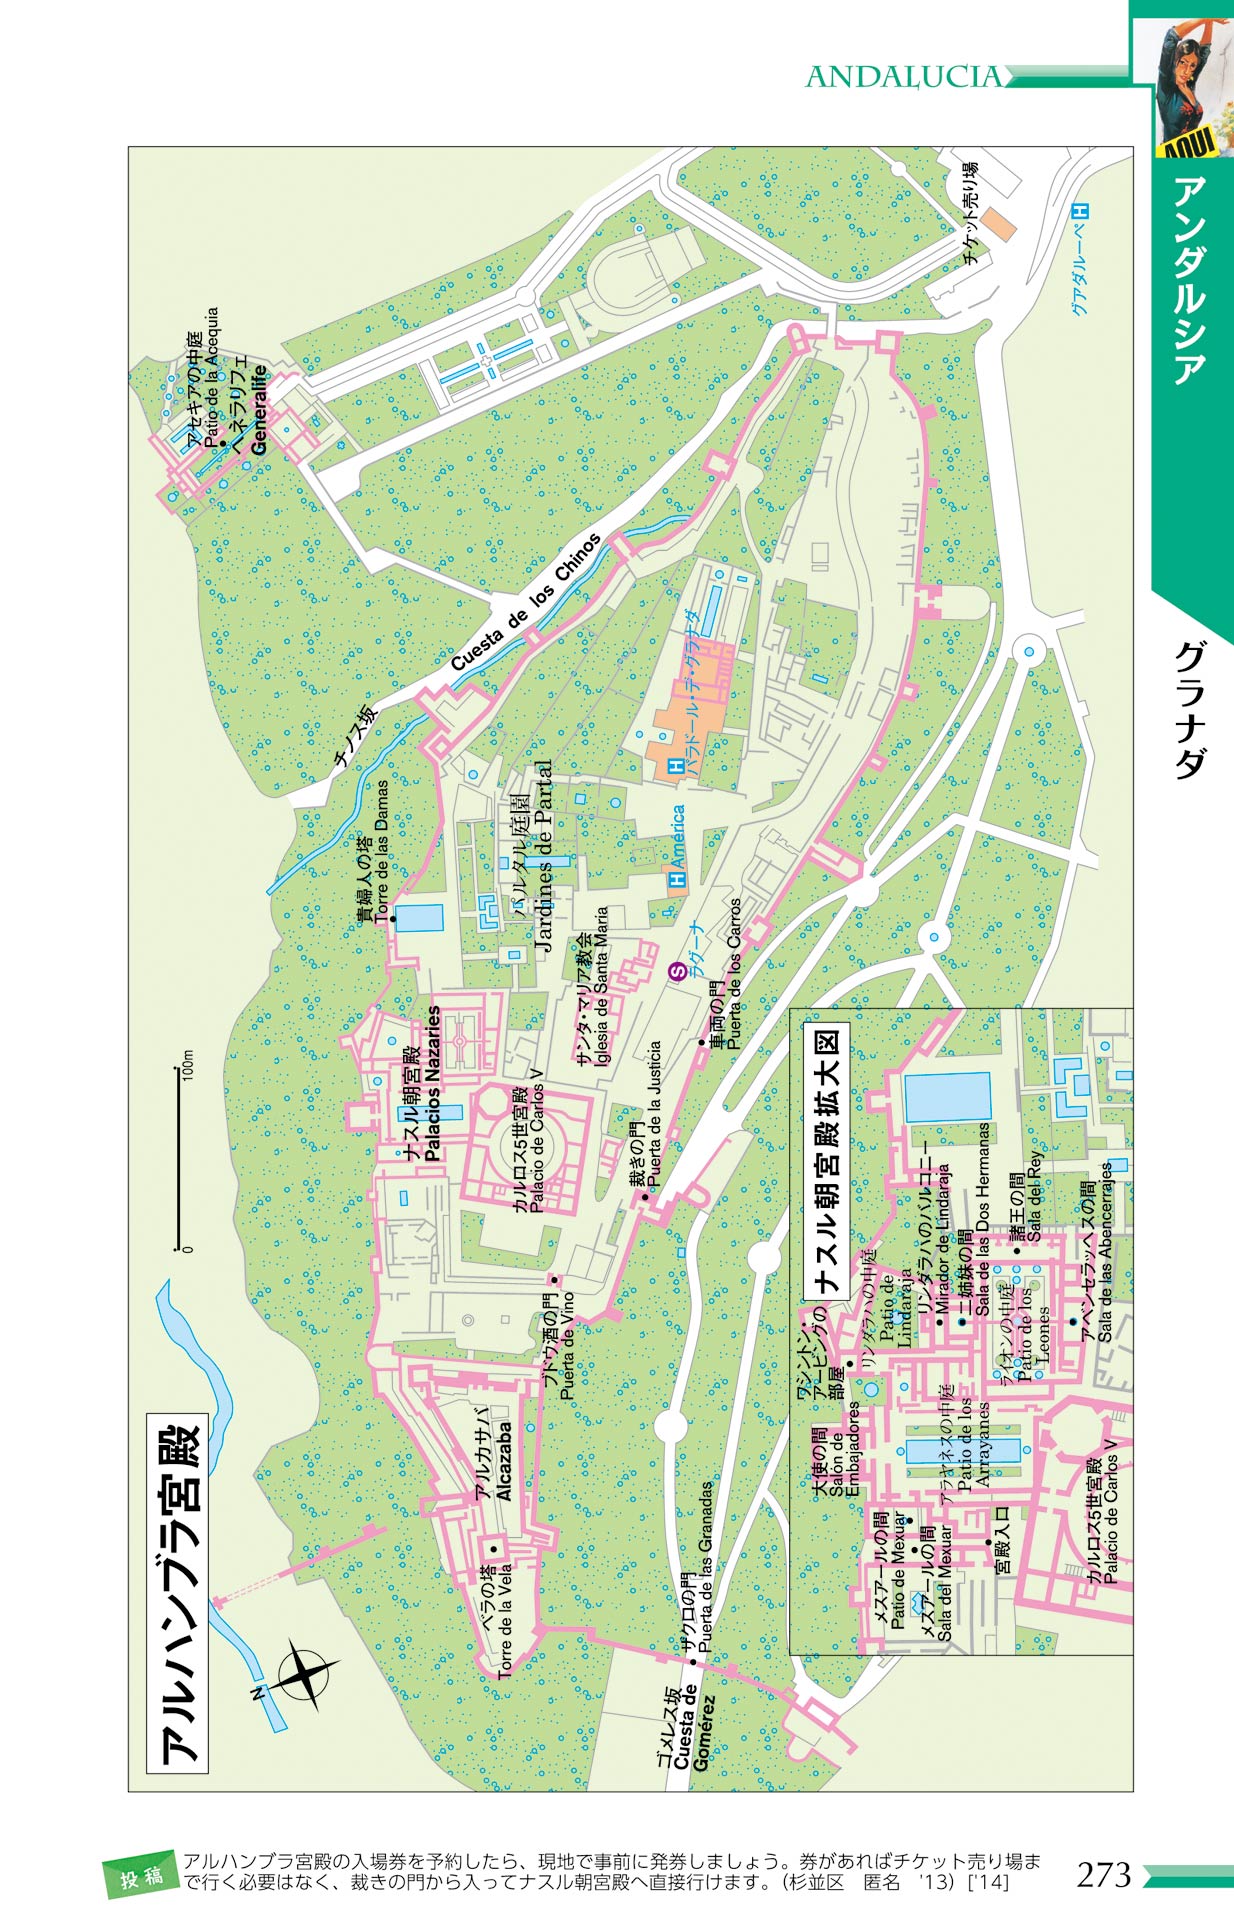 ANDALUCIA
AQUI
アンダルシア
グラナダ
アルハンブラ宮殿
N
0
100m
アセキアの中庭
Patio de la Acequia
ヘネラリフェ
Generalife
チケット売り場
H
グアダルーペ
Cuesta de los Chinos
チノス坂
貴婦人の塔
Torre de las Damas
パルタル庭園
Jardines de Partal
H
パラドール・デ・グラナダ
H América
サンタ・マリア教会
Iglesia de Santa Maria
S
ラグーナ
車両の門
Puerta de los Carros
ナスル朝宮殿
Palacios Nazaries
カルロス5世宮殿
Palacio de Carlos V
裁きの門
Puerta de la Justicia
ブドウ酒の門
Puerta de Vino
アルカサバ
Alcazaba
ベラの塔
Torre de la Vela
ザクロの門
Puerta de las Granadas
ゴメレス坂
Cuesta de
Gomérez
ナスル朝宮殿拡大図
ワシントン・
アービングの
部屋
リンダラハの中庭
Patio de
Lindaraja
リンダラハのバルコニー
Mirador de Lindaraja
二姉妹の間
Sala de las Dos Hermanas
諸王の間
Sala del Rey
ライオンの中庭
Patio de los
Leones
アベンセラッヘスの間
Sala de las Abencerrajes
大使の間
Salón de
Embajadores
アラヤネスの中庭
Patio de los
Arrayanes
メスアールの間
Patio de Mexuar
メスアールの間
Sala del Mexuar
宮殿入口
カルロス5世宮殿
Palacio de Carlos V
投稿
アルハンブラ宮殿の入場券を予約したら、現地で事前に発券しましょう。券があればチケット売り場ま
で行く必要はなく、裁きの門から入ってナスル朝宮殿へ直接行けます。（杉並区　匿名　'13）['14]
273